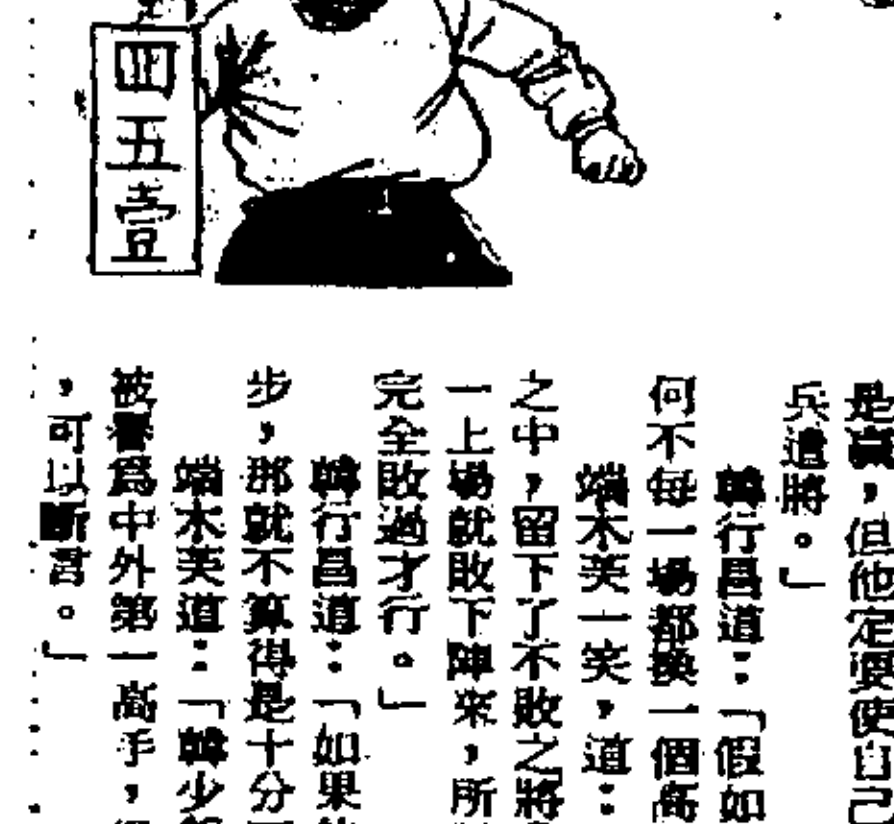 四五壹
是贏，但他定要使自己
兵遣將。」
韓行昌道：「假如
何不每一場都換一個高
端木芙一笑，道：
之中，留下了不敗之將
一上場就敗下陣來，所
完全敗過才行。」
韓行昌道：「如果
步，那就不算得是十分
端木芙道：「韓少
被譽爲中外第一高手，
，可以斷言。」